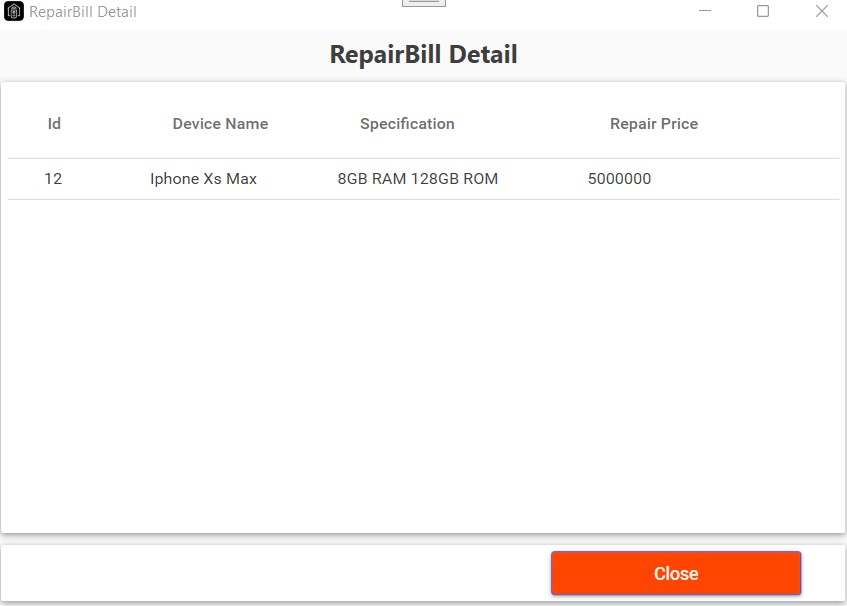 RepairBill Detail
RepairBill Detail
Id Device Name Specification Repair Price
12 Iphone Xs Max 8GB RAM 128GB ROM 5000000
Close